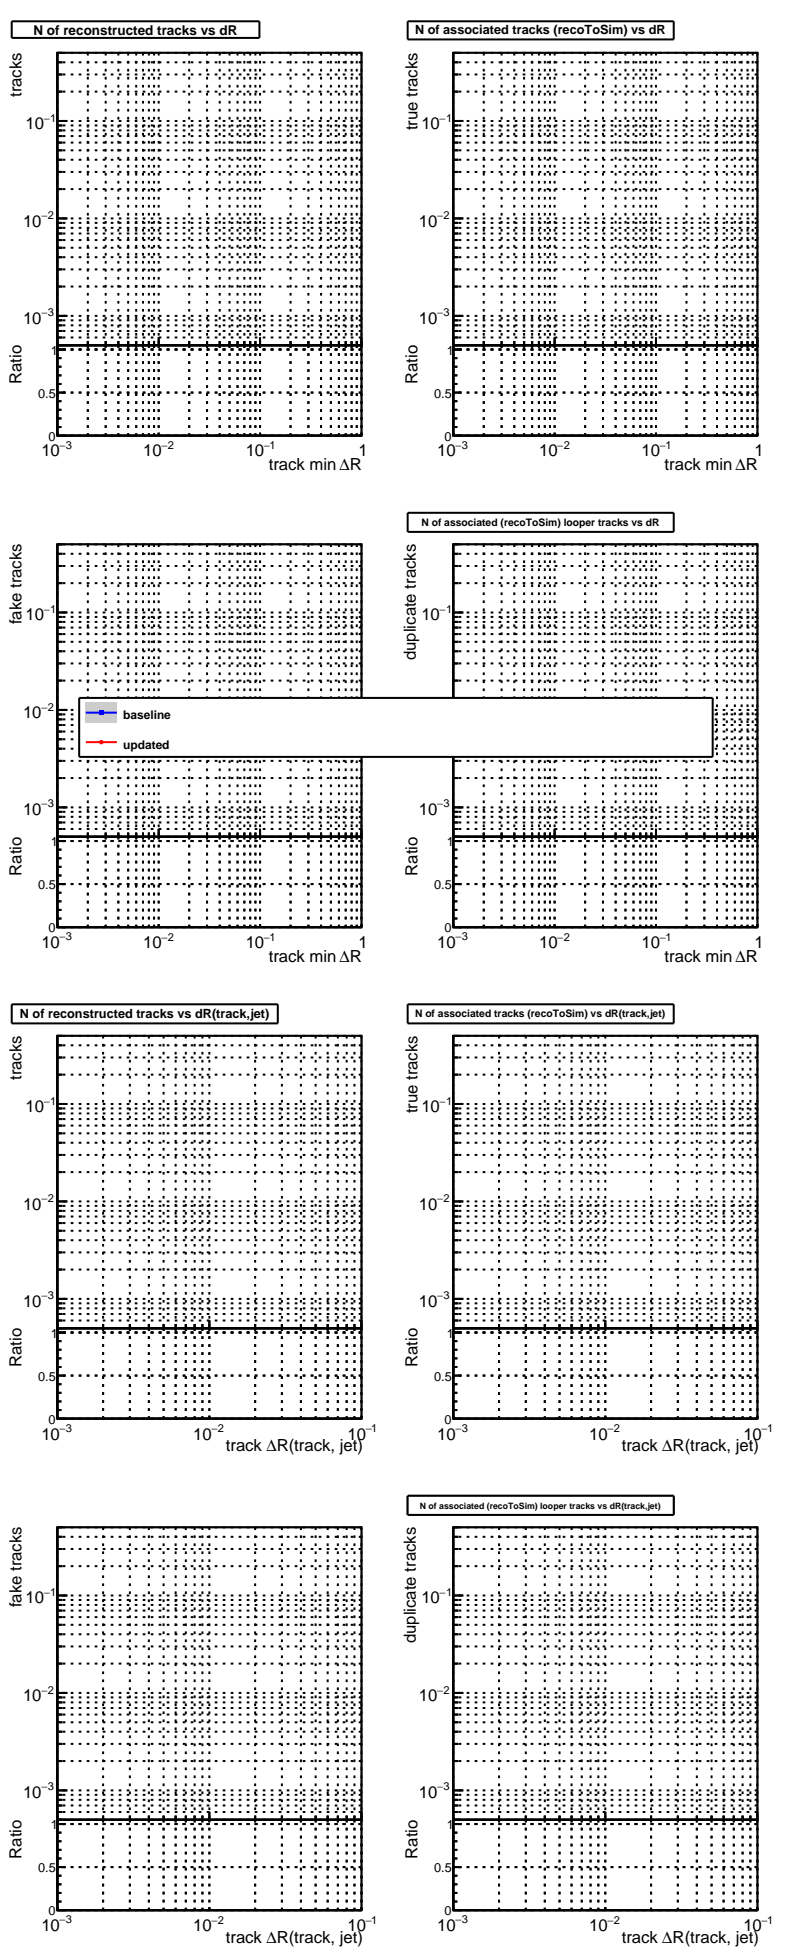 N of reconstructed tracks vs dR
tracks
10⁻¹
10⁻²
10⁻³
Ratio
1
0.5
0
10⁻³ 10⁻² 10⁻¹ 1
track min ΔR
N of associated tracks (recoToSim) vs dR
true tracks
10⁻¹
10⁻²
10⁻³
Ratio
1
0.5
0
10⁻³ 10⁻² 10⁻¹ 1
track min ΔR
fake tracks
10⁻¹
10⁻²
10⁻³
Ratio
1
0.5
0
10⁻³ 10⁻² 10⁻¹ 1
track min ΔR
N of associated (recoToSim) looper tracks vs dR
duplicate tracks
10⁻¹
10⁻²
10⁻³
Ratio
1
0.5
0
10⁻³ 10⁻² 10⁻¹ 1
track min ΔR
baseline
updated
N of reconstructed tracks vs dR(track,jet)
tracks
10⁻¹
10⁻²
10⁻³
Ratio
1
0.5
0
10⁻³ 10⁻² 10⁻¹
track ΔR(track, jet)
N of associated tracks (recoToSim) vs dR(track,jet)
true tracks
10⁻¹
10⁻²
10⁻³
Ratio
1
0.5
0
10⁻³ 10⁻² 10⁻¹
track ΔR(track, jet)
fake tracks
10⁻¹
10⁻²
10⁻³
Ratio
1
0.5
0
10⁻³ 10⁻² 10⁻¹
track ΔR(track, jet)
N of associated (recoToSim) looper tracks vs dR(track,jet)
duplicate tracks
10⁻¹
10⁻²
10⁻³
Ratio
1
0.5
0
10⁻³ 10⁻² 10⁻¹
track ΔR(track, jet)